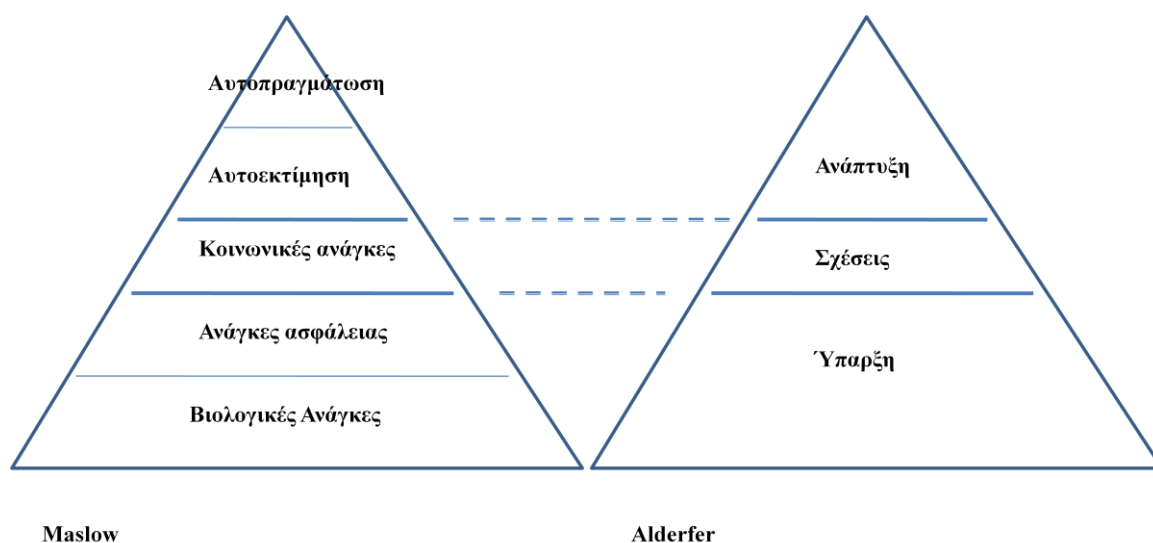 Αυτοπραγμάτωση
Αυτοεκτίμηση
Κοινωνικές ανάγκες
Ανάγκες ασφάλειας
Βιολογικές Ανάγκες
Maslow
Ανάπτυξη
Σχέσεις
Ύπαρξη
Alderfer